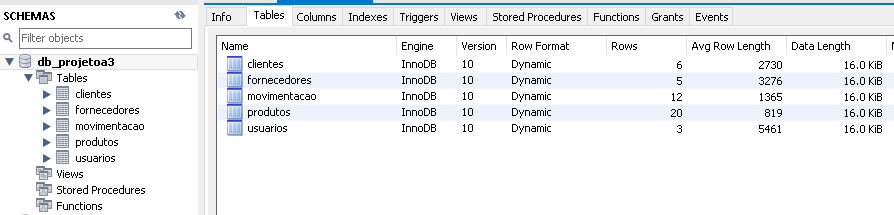 SCHEMAS
Filter objects
db_projetoa3
Tables
clientes
fornecedores
movimentacao
produtos
usuarios
Views
Stored Procedures
Functions
Info Tables Columns Indexes Triggers Views Stored Procedures Functions Grants Events
Name Engine Version Row Format Rows Avg Row Length Data Length
clientes InnoDB 10 Dynamic 6 2730 16.0 KiB
fornecedores InnoDB 10 Dynamic 5 3276 16.0 KiB
movimentacao InnoDB 10 Dynamic 12 1365 16.0 KiB
produtos InnoDB 10 Dynamic 20 819 16.0 KiB
usuarios InnoDB 10 Dynamic 3 5461 16.0 KiB